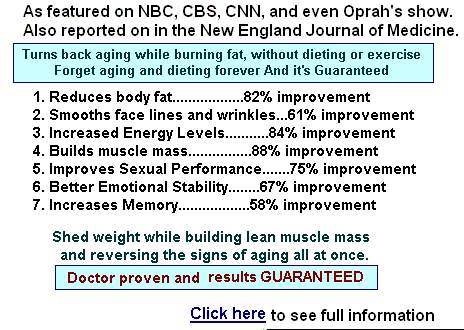 As featured on NBC, CBS, CNN, and even Oprah's show.
Also reported on in the New England Journal of Medicine.
Turns back aging while burning fat, without dieting or exercise
Forget aging and dieting forever And it's Guaranteed
1. Reduces body fat..................82% improvement
2. Smooths face lines and wrinkles...61% improvement
3. Increased Energy Levels...........84% improvement
4. Builds muscle mass................88% improvement
5. Improves Sexual Performance.......75% improvement
6. Better Emotional Stability........67% improvement
7. Increases Memory..................58% improvement
Shed weight while building lean muscle mass
and reversing the signs of aging all at once.
Doctor proven and results GUARANTEED
Click here to see full information